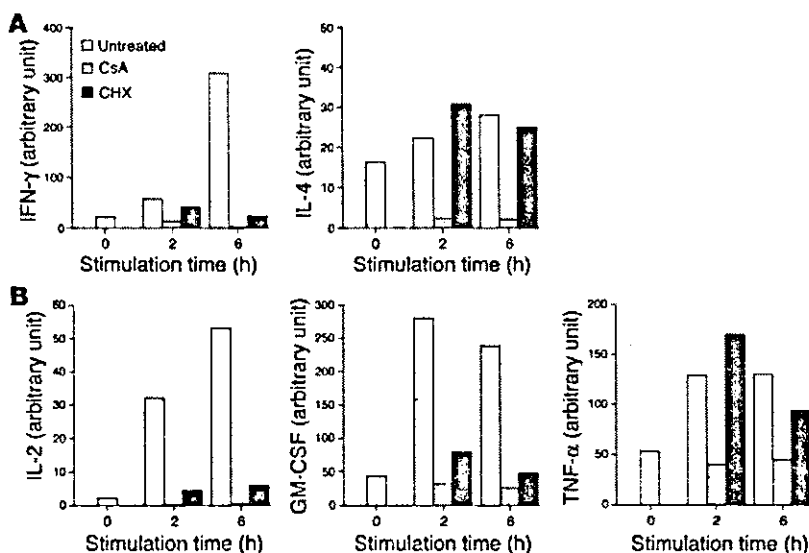 A
IFN-γ (arbitrary unit)
400
300
200
100
0
Untreated
CsA
CHX
0 2 6
Stimulation time (h)
IL-4 (arbitrary unit)
50
40
30
20
10
0
0 2 6
Stimulation time (h)
B
IL-2 (arbitrary unit)
60
50
40
30
20
10
0
0 2 6
Stimulation time (h)
GM-CSF (arbitrary unit)
300
250
200
150
100
50
0
0 2 6
Stimulation time (h)
TNF-α (arbitrary unit)
200
150
100
50
0
0 2 6
Stimulation time (h)